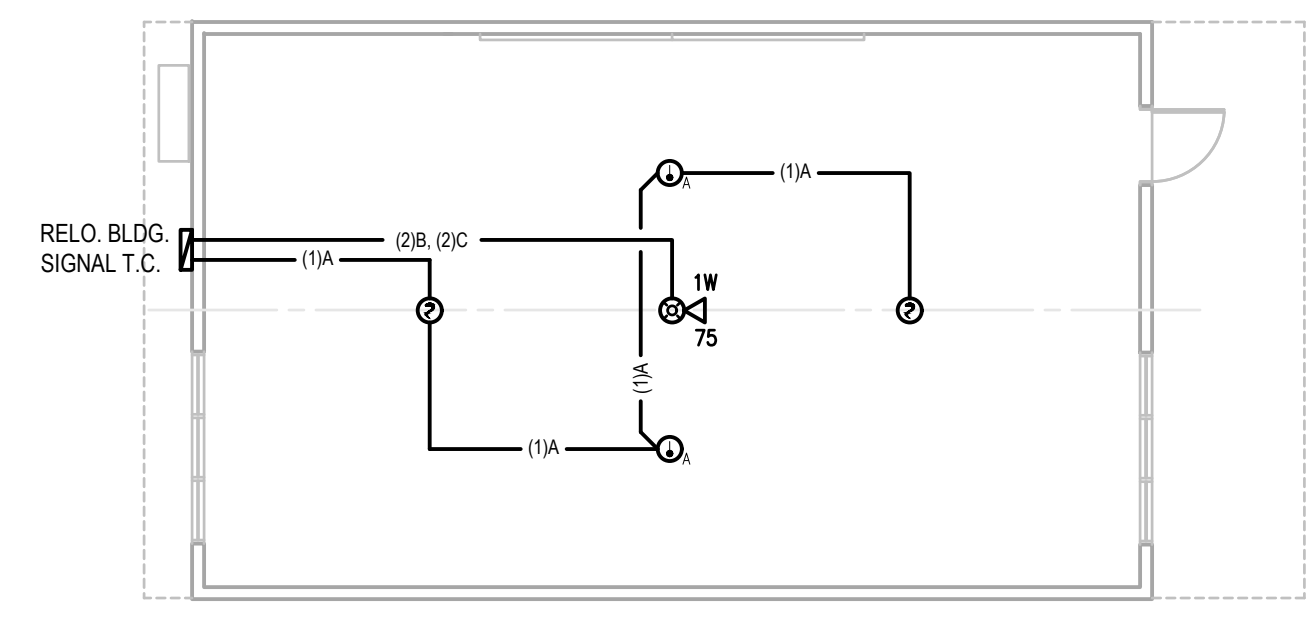 (1)A
A
RELO. BLDG.
SIGNAL T.C.
(2)B, (2)C
(1)A
1W
75
(1)A
(1)A
A